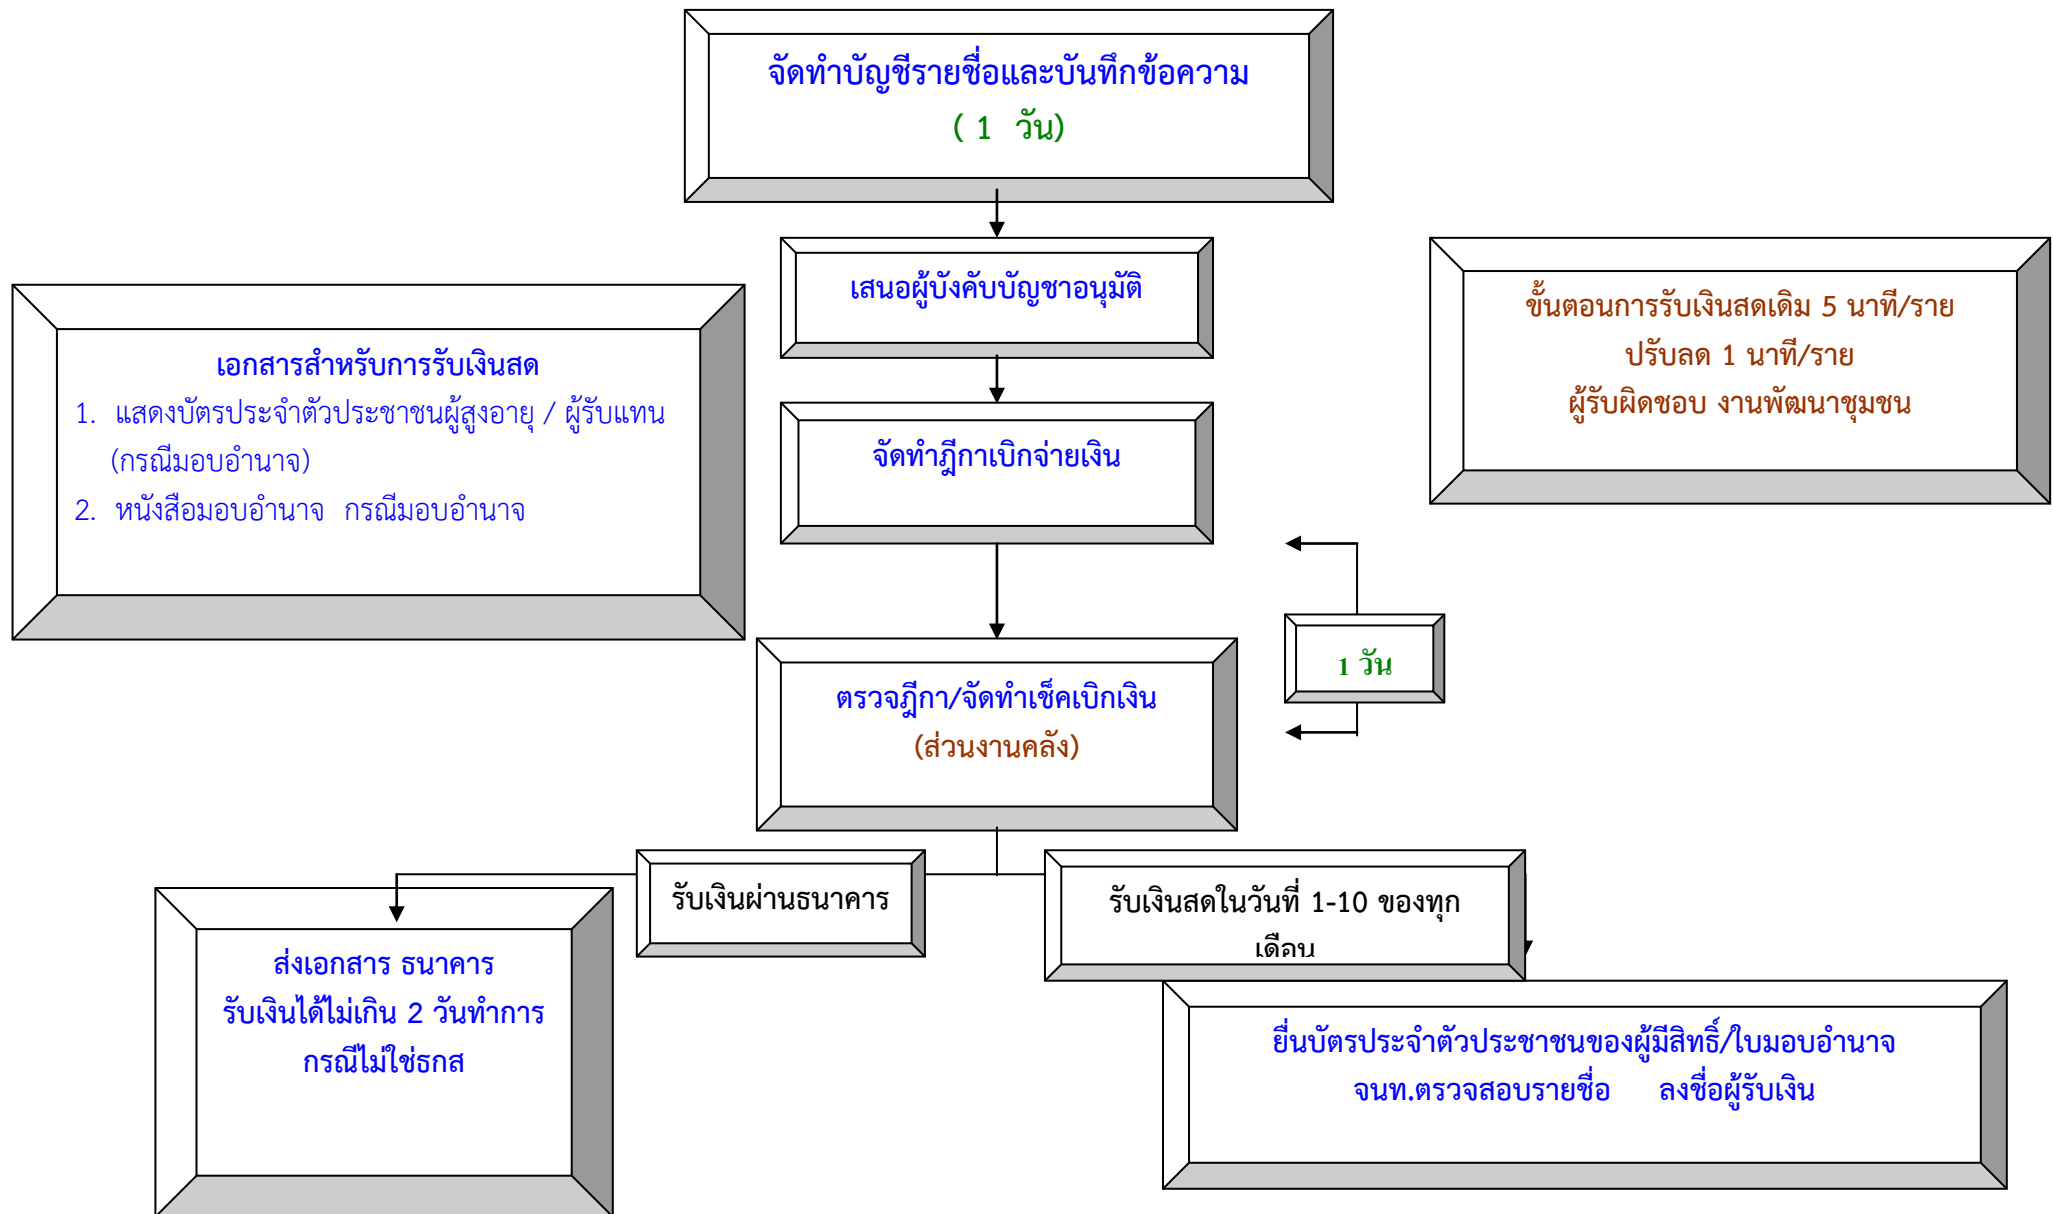 จัดทำบัญชีรายชื่อและบันทึกข้อความ
( 1 วัน)
เสนอผู้บังคับบัญชาอนุมัติ
ขั้นตอนการรับเงินสดเดิม 5 นาที/ราย
ปรับลด 1 นาที/ราย
ผู้รับผิดชอบ งานพัฒนาชุมชน
เอกสารสำหรับการรับเงินสด
1. แสดงบัตรประจำตัวประชาชนผู้สูงอายุ / ผู้รับแทน
(กรณีมอบอำนาจ)
2. หนังสือมอบอำนาจ กรณีมอบอำนาจ
จัดทำฎีกาเบิกจ่ายเงิน
1 วัน
ตรวจฎีกา/จัดทำเช็คเบิกเงิน
(ส่วนงานคลัง)
รับเงินผ่านธนาคาร
รับเงินสดในวันที่ 1-10 ของทุก
เดือน
ส่งเอกสาร ธนาคาร
รับเงินได้ไม่เกิน 2 วันทำการ
กรณีไม่ใช่ธกส
ยื่นบัตรประจำตัวประชาชนของผู้มีสิทธิ์/ใบมอบอำนาจ
จนท.ตรวจสอบรายชื่อ ลงชื่อผู้รับเงิน